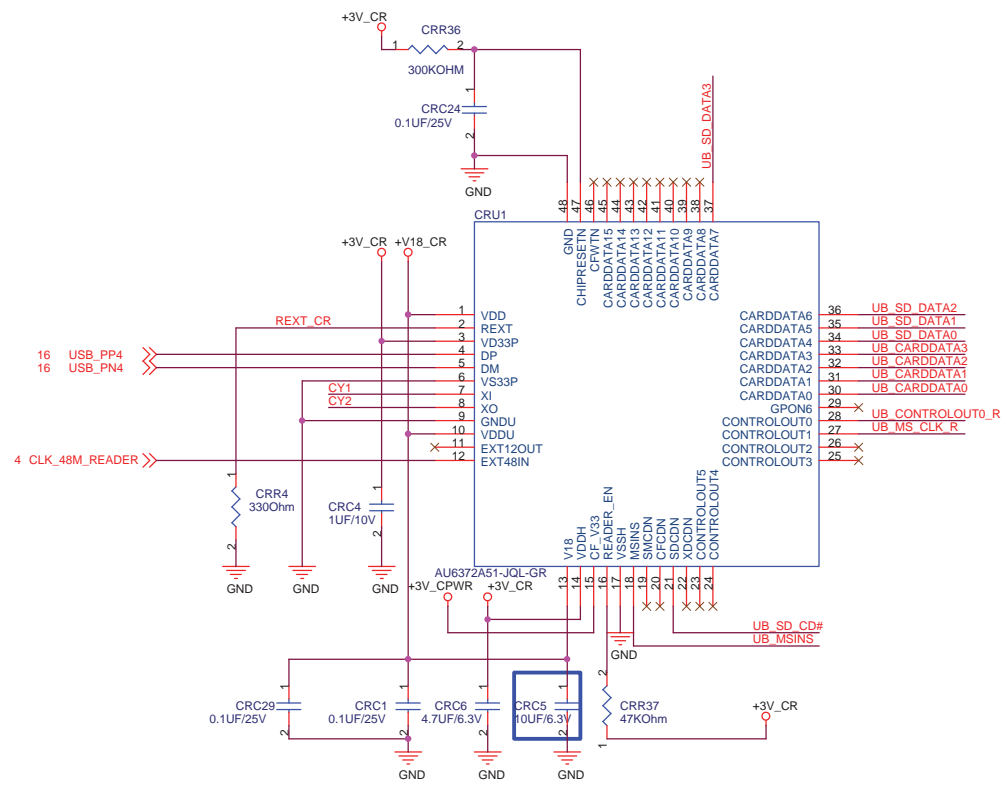 +3V_CR
CRR36
1
2
300KOHM
1
CRC24
0.1UF/25V
2
GND
UB_SD_DATA3
48
47
46
45
44
43
42
41
40
39
38
37
CRU1
GND
CHIPRESETN
CFWTN
CARDDATA15
CARDDATA14
CARDDATA13
CARDDATA12
CARDDATA11
CARDDATA10
CARDDATA9
CARDDATA8
CARDDATA7
+3V_CR
+V18_CR
REXT_CR
16 USB_PP4
16 USB_PN4
CY1
CY2
4 CLK_48M_READER
1 VDD
2 REXT
3 VD33P
4 DP
5 DM
6 VS33P
7 XI
8 XO
9 GNDU
10 VDDU
11 EXT12OUT
12 EXT48IN
CARDDATA6 36 UB_SD_DATA2
CARDDATA5 35 UB_SD_DATA1
CARDDATA4 34 UB_SD_DATA0
CARDDATA3 33 UB_CARDDATA3
CARDDATA2 32 UB_CARDDATA2
CARDDATA1 31 UB_CARDDATA1
CARDDATA0 30 UB_CARDDATA0
GPON6 29
CONTROLOUT0 28 UB_CONTROLOUT0_R
CONTROLOUT1 27 UB_MS_CLK_R
CONTROLOUT2 26
CONTROLOUT3 25
1
CRR4
330Ohm
2
GND
GND
1
CRC4
1UF/10V
2
GND
V18
VDDH
CF_V33
READER_EN
VSSH
MSINS
SMCDN
CFCDN
SDCDN
XDCDN
CONTROLOUT5
CONTROLOUT4
AU6372A51-JQL-GR
13
14
15
16
17
18
19
20
21
22
23
24
+3V_CPWR
+3V_CR
GND
UB_SD_CD#
UB_MSINS
1
CRC29
0.1UF/25V
2
1
CRC1
0.1UF/25V
2
GND
1
CRC6
4.7UF/6.3V
2
GND
1
CRC5
10UF/6.3V
2
GND
2
CRR37
47KOhm
1
+3V_CR